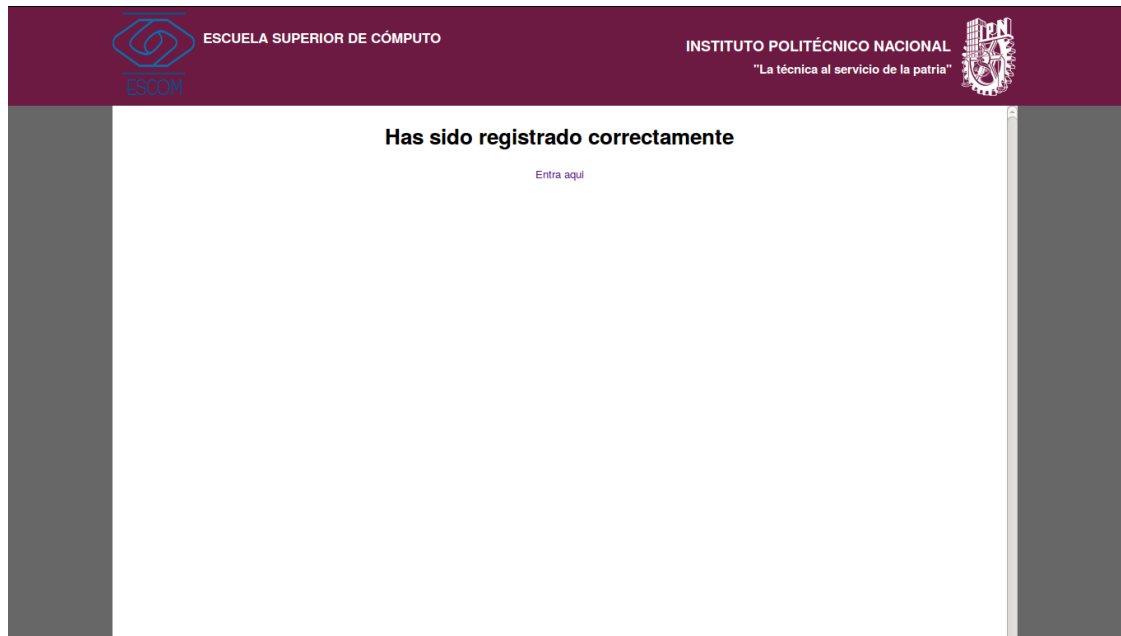 ESCUELA SUPERIOR DE CÓMPUTO
ESCOM
INSTITUTO POLITÉCNICO NACIONAL
"La técnica al servicio de la patria"
IPN
Has sido registrado correctamente
Entra aqui